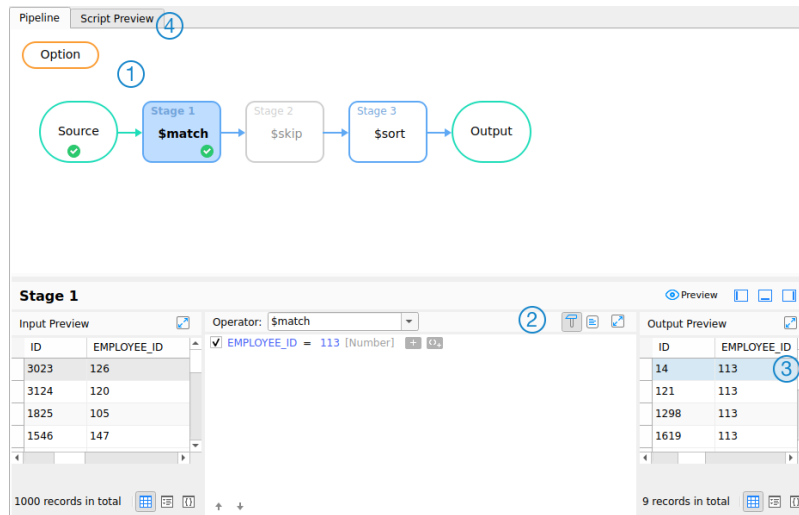 Pipeline Script Preview
4
Option
1
Stage 1 Stage 2 Stage 3
Source $match $skip $sort Output
Stage 1 Preview
Input Preview Operator: $match 2 Output Preview
ID EMPLOYEE_ID EMPLOYEE_ID = 113 [Number] ID EMPLOYEE_ID
3023 126 14 113 3
3124 120 121 113
1825 105 1298 113
1546 147 1619 113
1000 records in total 9 records in total